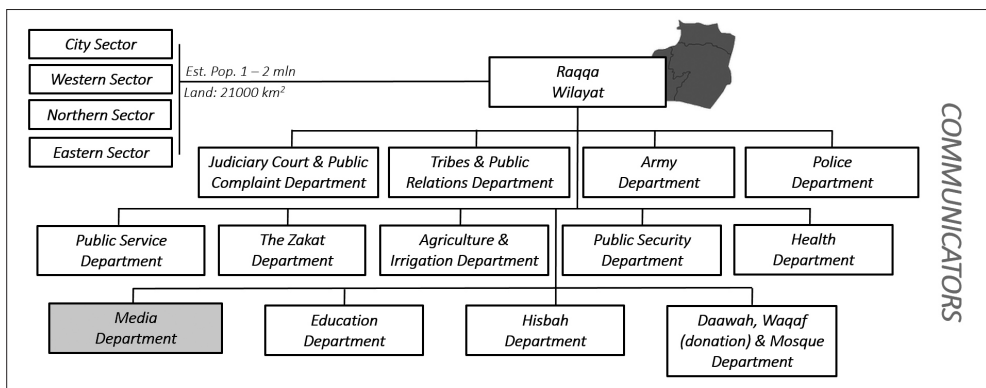 City Sector
Western Sector
Northern Sector
Eastern Sector
Est. Pop. 1 – 2 mln
Land: 21000 km²
Raqqa
Wilayat
Judiciary Court & Public
Complaint Department
Tribes & Public
Relations Department
Army
Department
Police
Department
Public Service
Department
The Zakat
Department
Agriculture &
Irrigation Department
Public Security
Department
Health
Department
Media
Department
Education
Department
Hisbah
Department
Daawah, Waqaf
(donation) & Mosque
Department
COMMUNICATORS